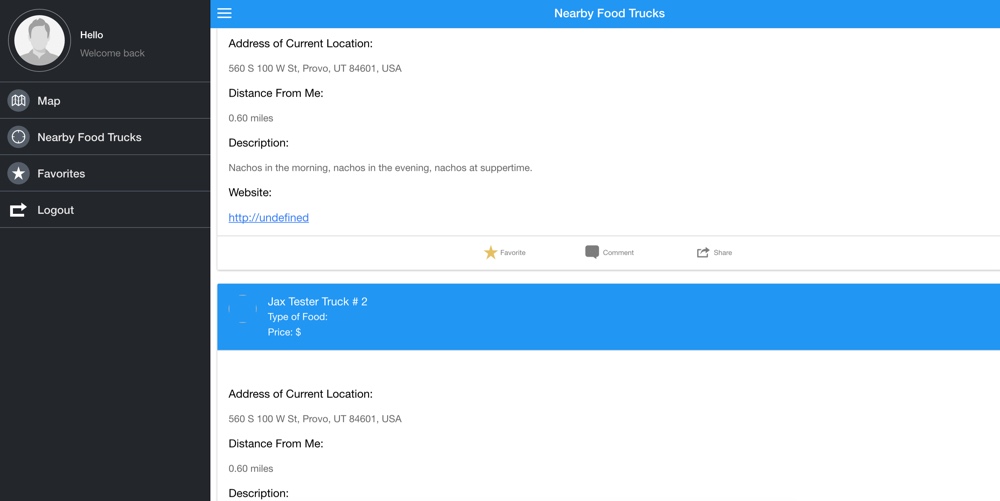 Hello
Welcome back
Map
Nearby Food Trucks
Favorites
Logout
Nearby Food Trucks
Address of Current Location:
560 S 100 W St, Provo, UT 84601, USA
Distance From Me:
0.60 miles
Description:
Nachos in the morning, nachos in the evening, nachos at suppertime.
Website:
http://undefined
Favorite Comment Share
Jax Tester Truck # 2
Type of Food:
Price: $
Address of Current Location:
560 S 100 W St, Provo, UT 84601, USA
Distance From Me:
0.60 miles
Description: